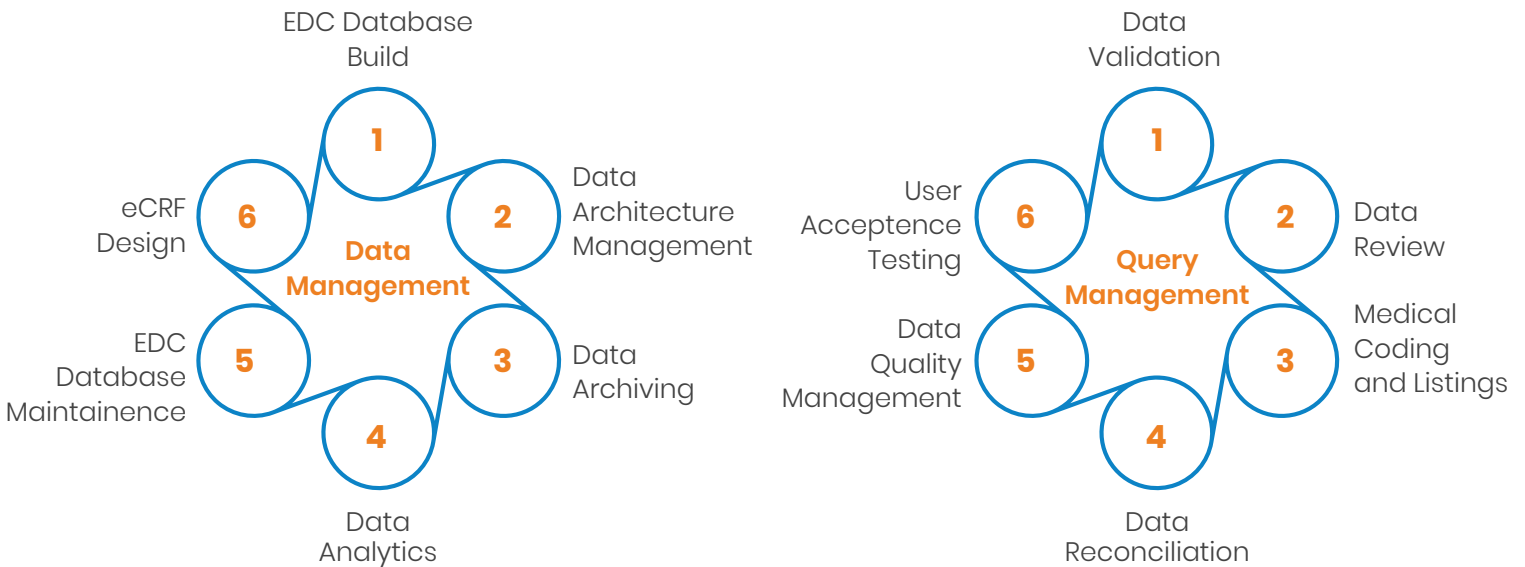 EDC Database
Build
1
2
Data
Architecture
Management
3
Data
Archiving
4
Data
Analytics
5
EDC
Database
Maintainence
6
eCRF
Design
Data
Management
Data
Validation
1
2
Data
Review
3
Medical
Coding
and Listings
4
Data
Reconciliation
5
Data
Quality
Management
6
User
Acceptence
Testing
Query
Management